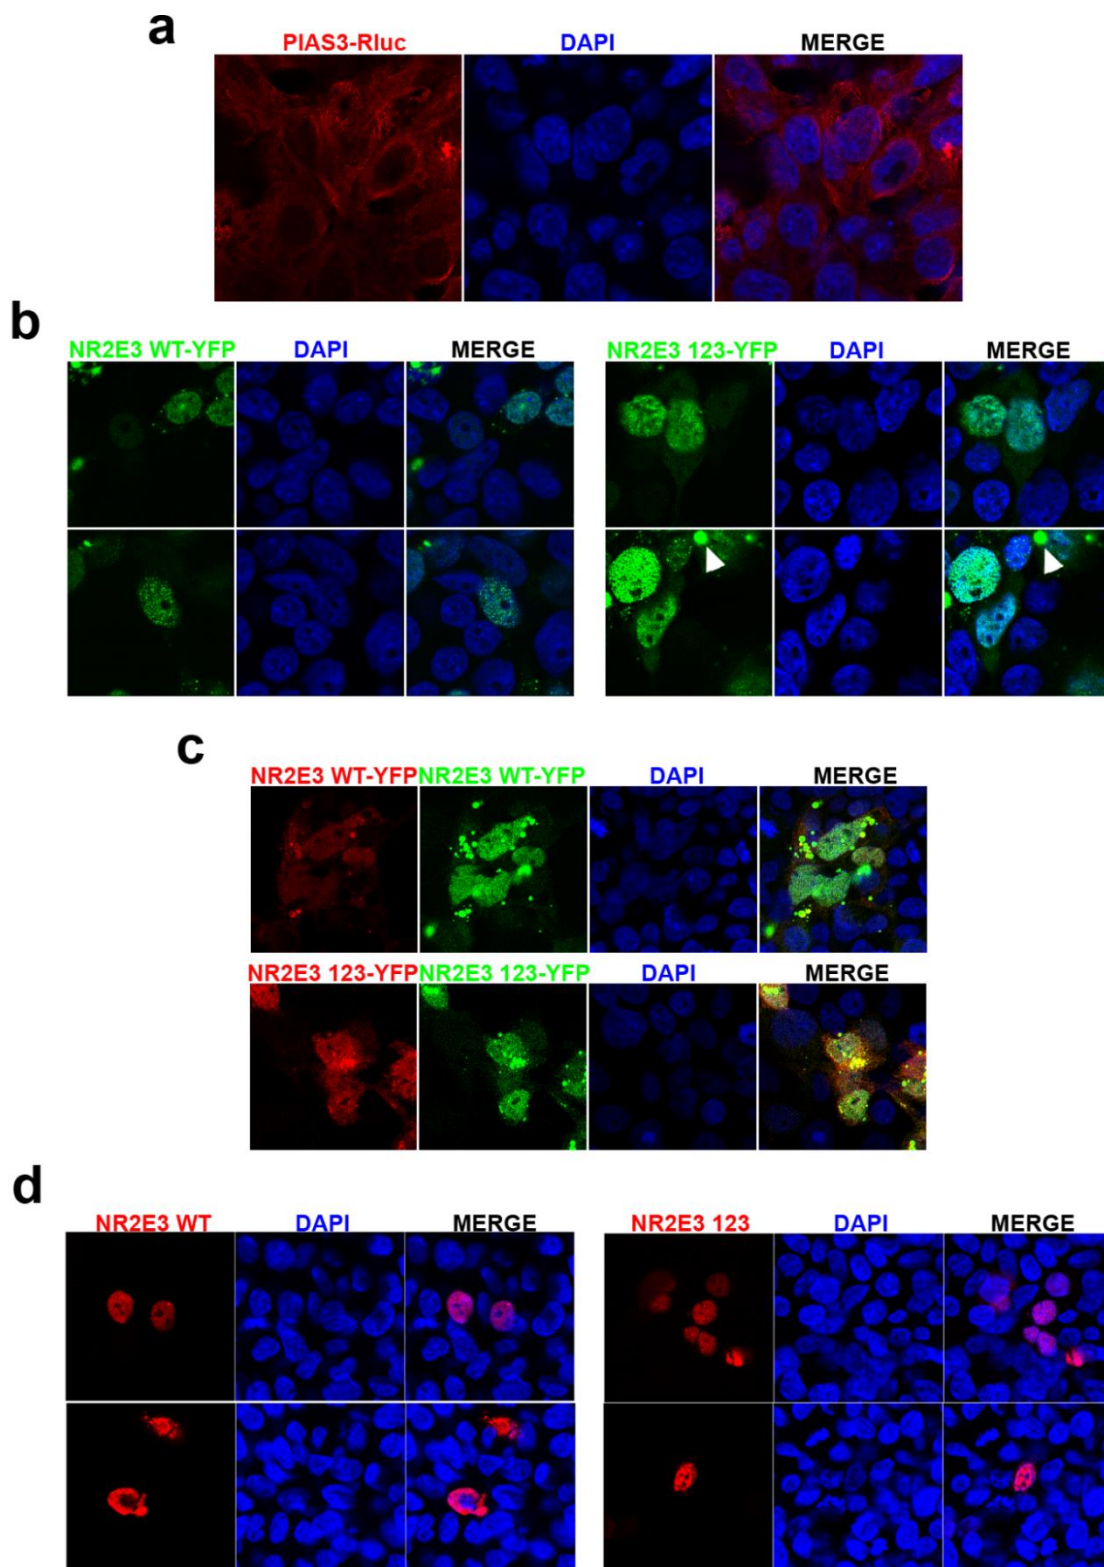 a
PIAS3-Rluc DAPI MERGE
b
NR2E3 WT-YFP DAPI MERGE NR2E3 123-YFP DAPI MERGE
c
NR2E3 WT-YFP NR2E3 WT-YFP DAPI MERGE
NR2E3 123-YFP NR2E3 123-YFP DAPI MERGE
d
NR2E3 WT DAPI MERGE NR2E3 123 DAPI MERGE